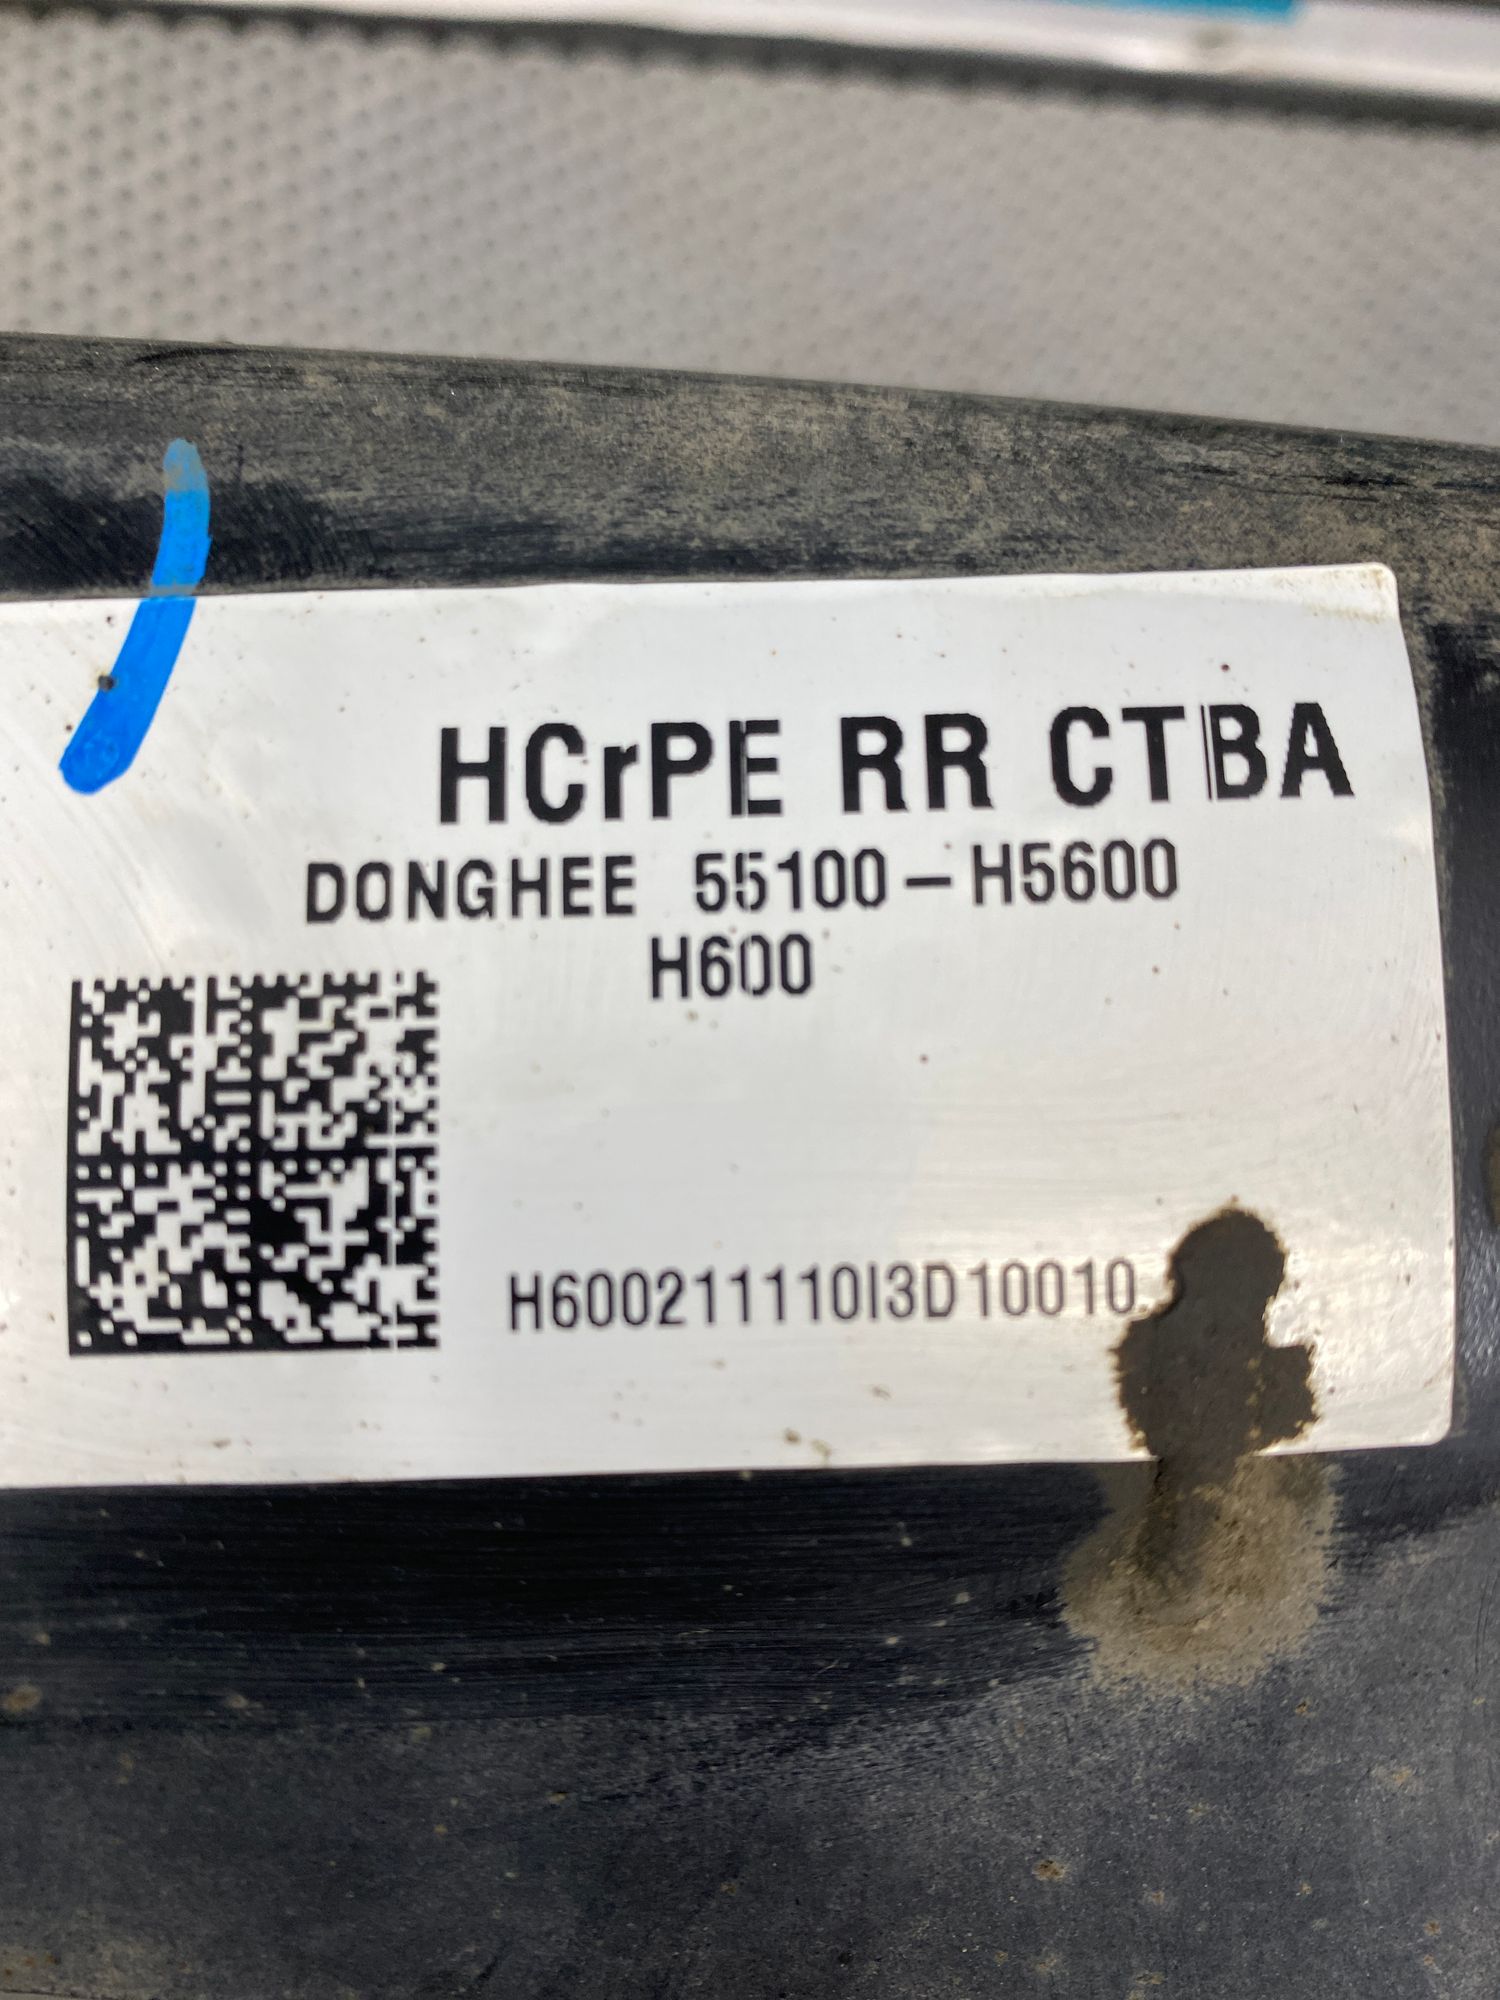 HCrPE RR CTBA
DONGHEE 55100-H5600
H600
H600211110I3D10010